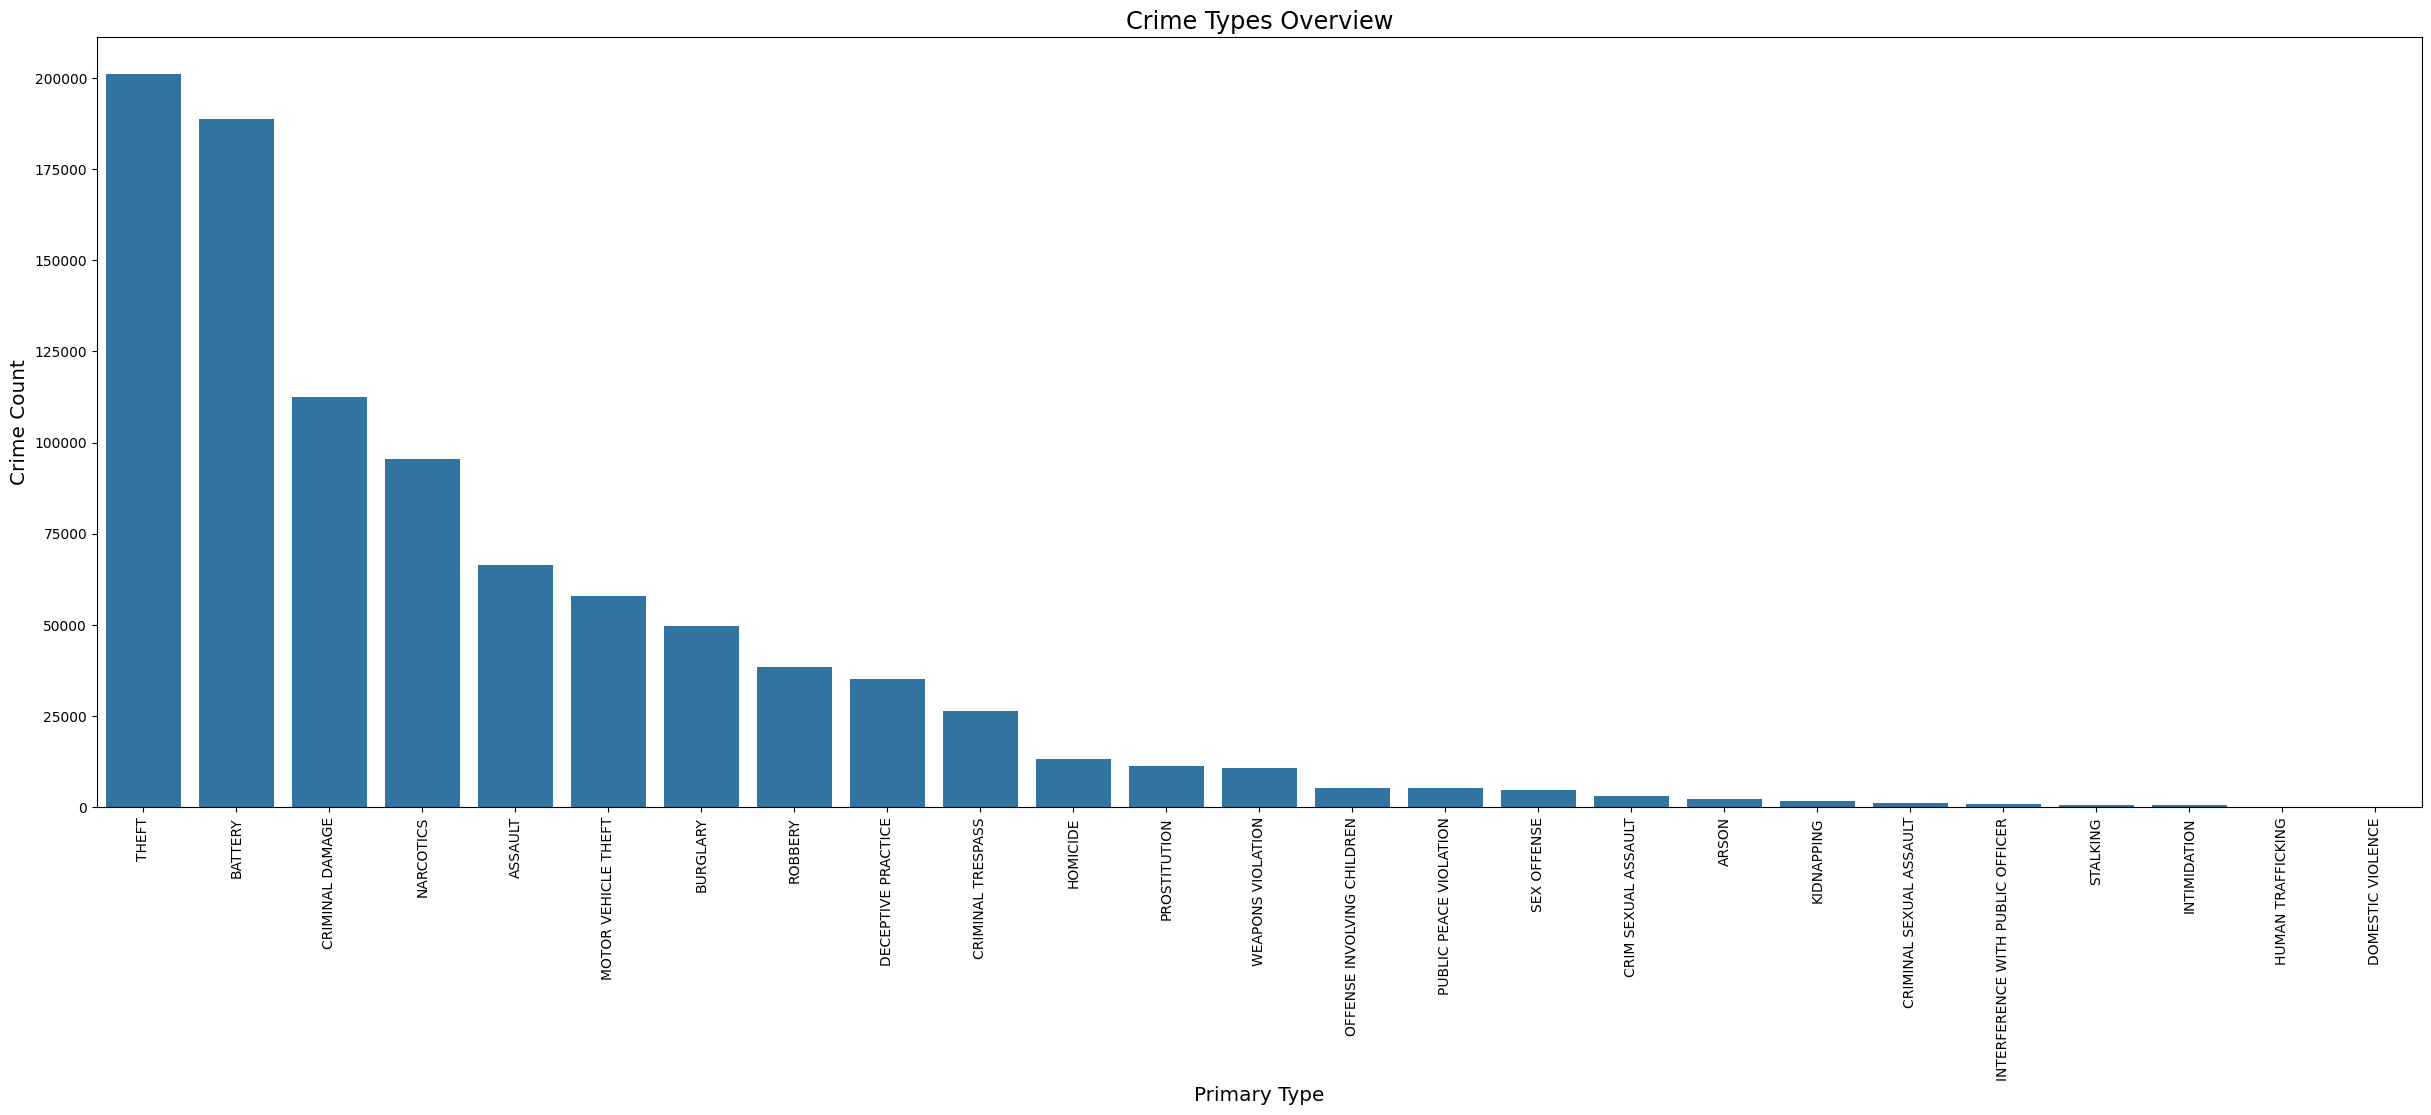 Crime Types Overview
Crime Count
200000
175000
150000
125000
100000
75000
50000
25000
0
THEFT
BATTERY
CRIMINAL DAMAGE
NARCOTICS
ASSAULT
MOTOR VEHICLE THEFT
BURGLARY
ROBBERY
DECEPTIVE PRACTICE
CRIMINAL TRESPASS
HOMICIDE
PROSTITUTION
WEAPONS VIOLATION
OFFENSE INVOLVING CHILDREN
PUBLIC PEACE VIOLATION
SEX OFFENSE
CRIM SEXUAL ASSAULT
ARSON
KIDNAPPING
CRIMINAL SEXUAL ASSAULT
INTERFERENCE WITH PUBLIC OFFICER
STALKING
INTIMIDATION
HUMAN TRAFFICKING
DOMESTIC VIOLENCE
Primary Type